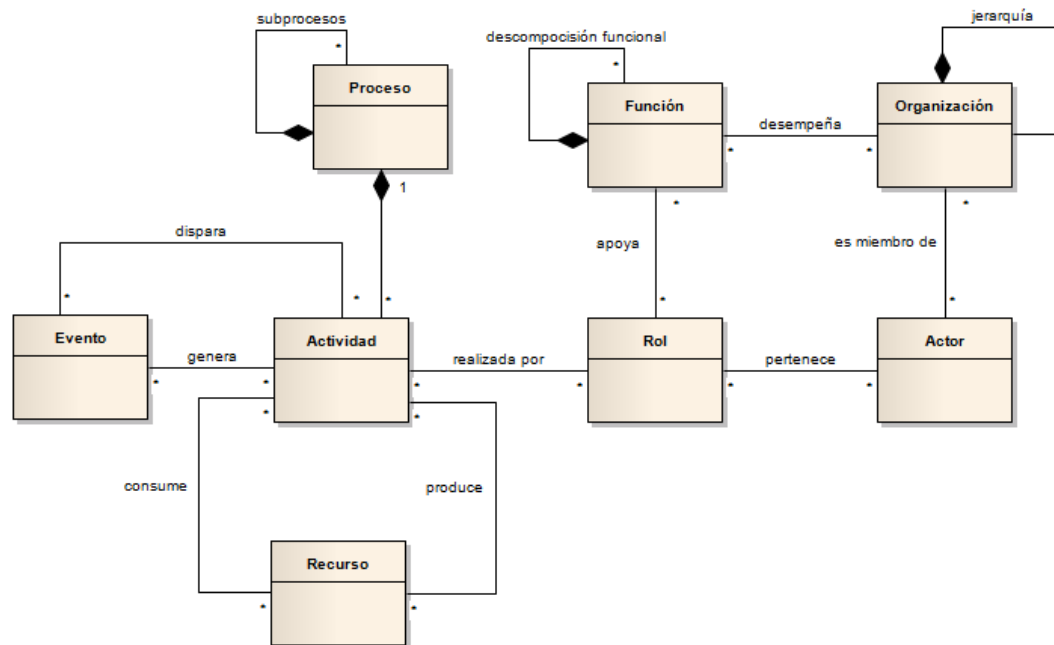 subprocesos
*
Proceso
1
*
descompocisión funcional
*
Función
*
desempeña
*
Organización
jerarquía
*
apoya
*
*
es miembro de
*
dispara
*
*
Evento
*
genera
*
Actividad
*
realizada por
*
Rol
*
pertenece
*
Actor
*
consume
*
*
produce
*
Recurso